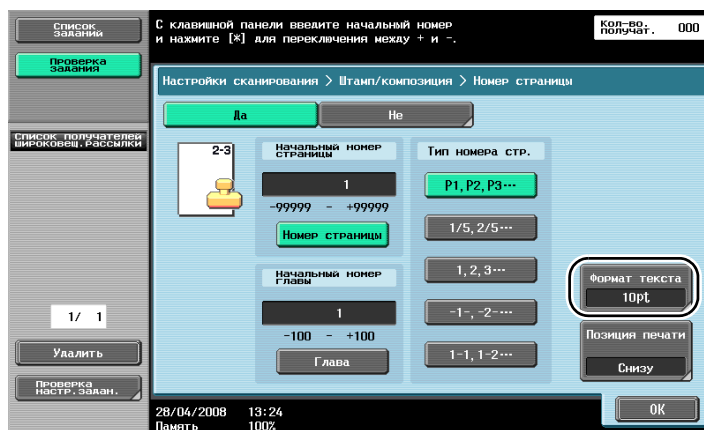 Список
заданий
Проверка
задания
Список получателей
широковещ.рассылки
1/ 1
Удалить
Проверка
настр.задан.
С клавишной панели введите начальный номер
и нажмите [*] для переключения между + и -.
Кол-во.
получат. 000
Настройки сканирования > Штамп/композиция > Номер страницы
Да
Не
2-3
Начальный номер
страницы
1
-99999 - +99999
Номер страницы
Начальный номер
главы
1
-100 - +100
Глава
Тип номера стр.
P1, P2, P3···
1/5, 2/5···
1, 2, 3···
-1-, -2-···
1-1, 1-2···
Формат текста
10pt
Позиция печати
Снизу
28/04/2008 13:24
Память 100%
OK